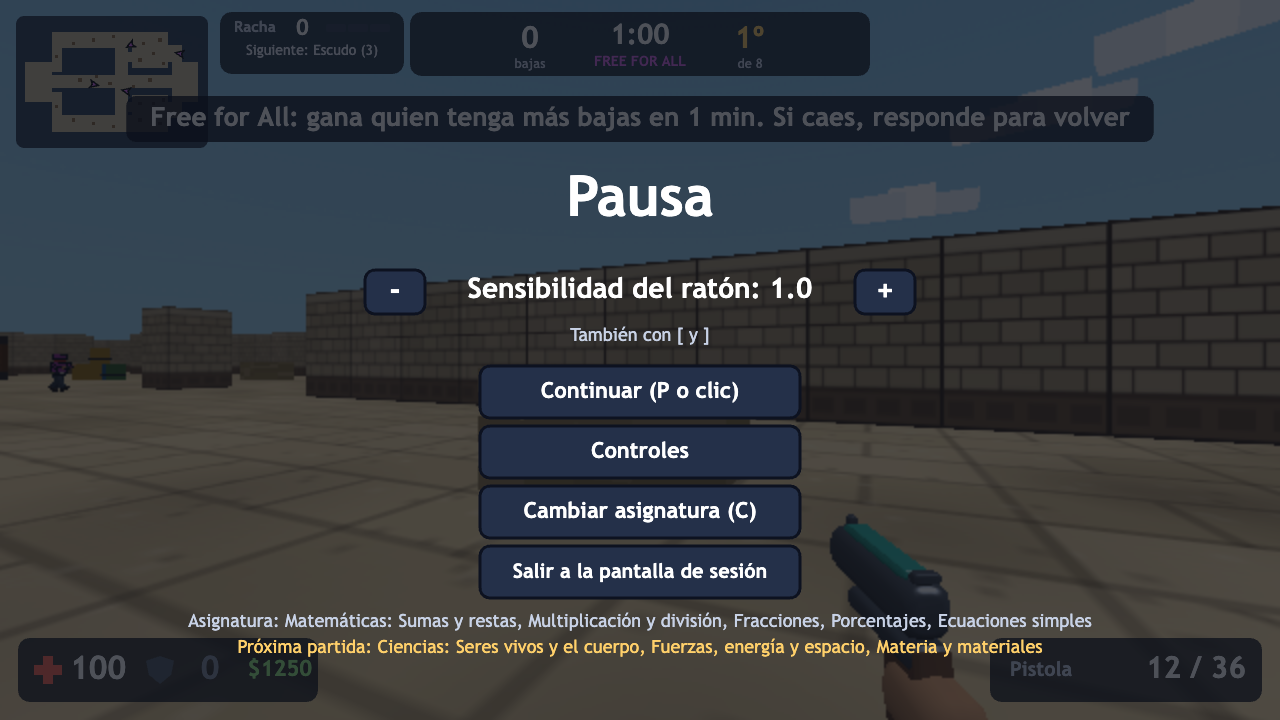 Racha 0
Siguiente: Escudo (3)
0
bajas
1:00
FREE FOR ALL
1º
de 8
Free for All: gana quien tenga más bajas en 1 min. Si caes, responde para volver
Pausa
-
Sensibilidad del ratón: 1.0
+
También con [ y ]
Continuar (P o clic)
Controles
Cambiar asignatura (C)
Salir a la pantalla de sesión
Asignatura: Matemáticas: Sumas y restas, Multiplicación y división, Fracciones, Porcentajes, Ecuaciones simples
Próxima partida: Ciencias: Seres vivos y el cuerpo, Fuerzas, energía y espacio, Materia y materiales
100
0
$1250
Pistola
12 / 36